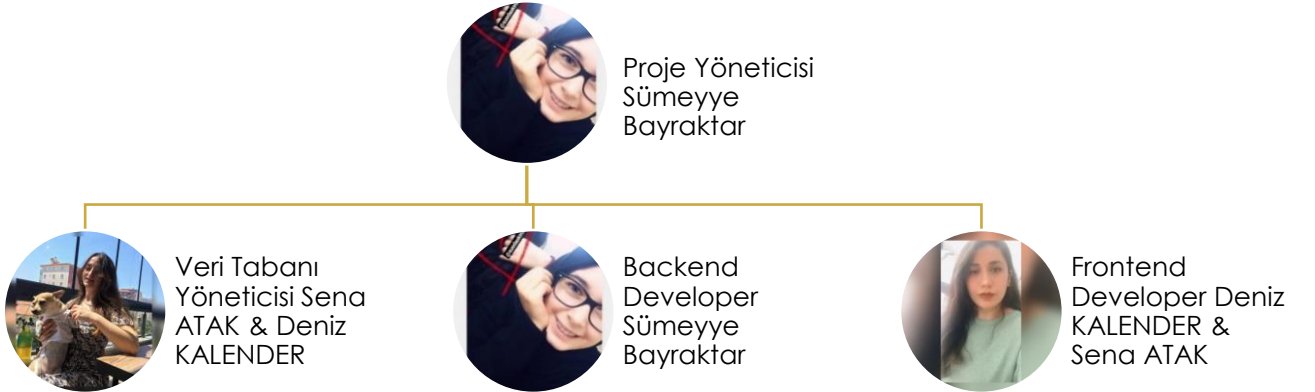 Proje Yöneticisi
Sümeyye
Bayraktar
Veri Tabanı
Yöneticisi Sena
ATAK & Deniz
KALENDER
Backend
Developer
Sümeyye
Bayraktar
Frontend
Developer Deniz
KALENDER &
Sena ATAK